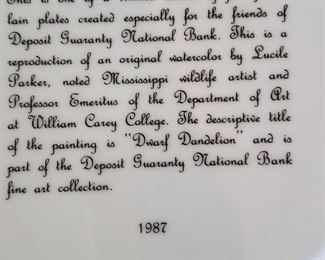 lain plates created especially for the friends of
Deposit Guaranty National Bank. This is a
reproduction of an original watercolor by Lucile
Parker, noted Mississippi wildlife artist and
Professor Emeritus of the Department of Art
at William Carey College. The descriptive title
of the painting is "Dwarf Dandelion" and is
part of the Deposit Guaranty National Bank
fine art collection.
1987